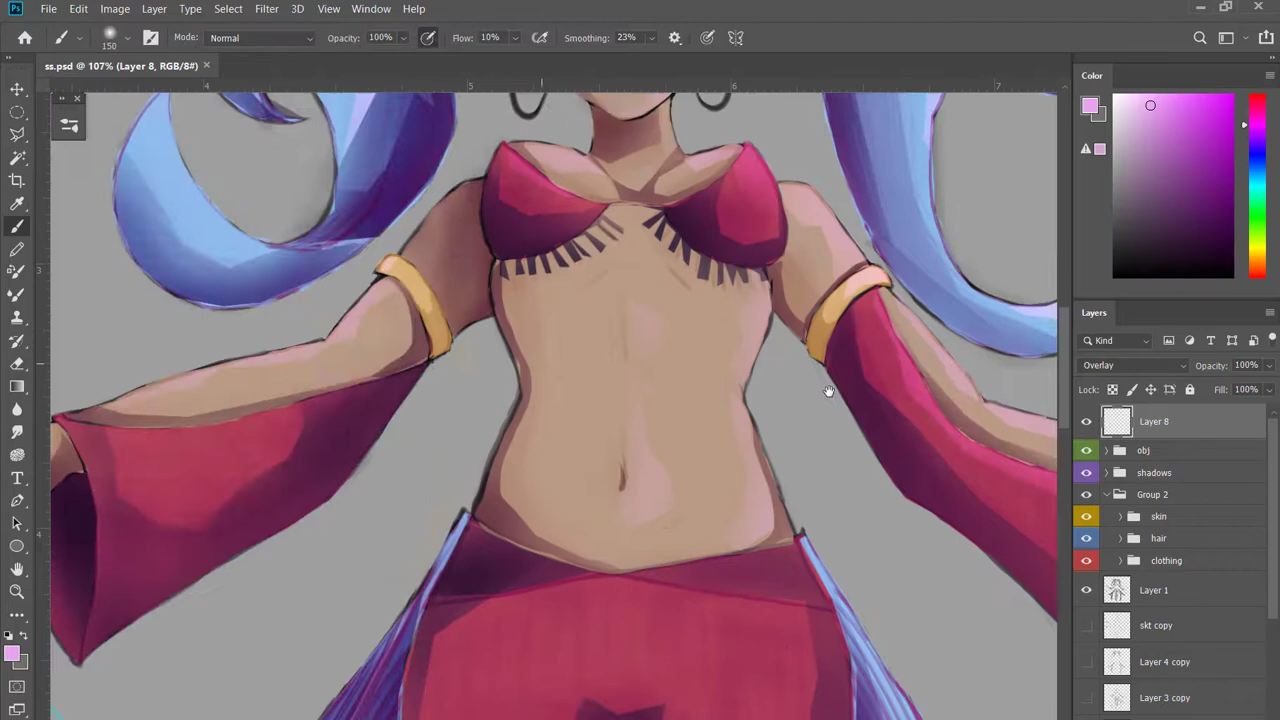 Ps File Edit Image Layer Type Select Filter 3D View Window Help
150 Mode: Normal Opacity: 100% Flow: 10% Smoothing: 23%
ss.psd @ 107% (Layer 8, RGB/8#)
4 5 6 7
3
4
Color
Layers
Kind
Overlay Opacity: 100%
Lock: Fill: 100%
Layer 8
obj
shadows
Group 2
skin
hair
clothing
Layer 1
skt copy
Layer 4 copy
Layer 3 copy